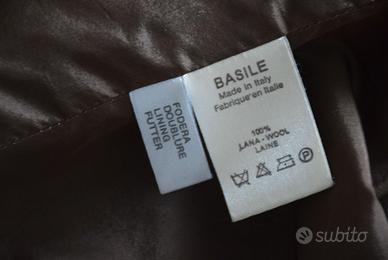 BASILE
Made in Italy
Fabriqué en Italie
100%
LANA - WOOL
LAINE
FODERA
DOUBLURE
LINING
FUTTER
subito